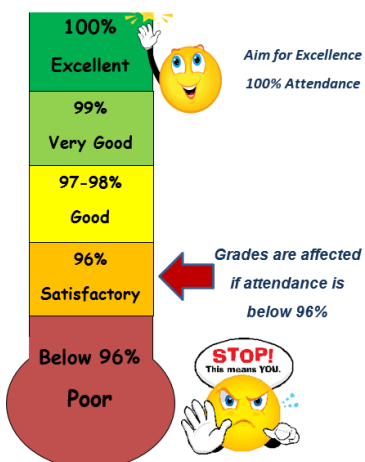 100%
Excellent
Aim for Excellence
100% Attendance
99%
Very Good
97-98%
Good
96%
Satisfactory
Grades are affected
if attendance is
below 96%
Below 96%
Poor
STOP!
This means YOU.